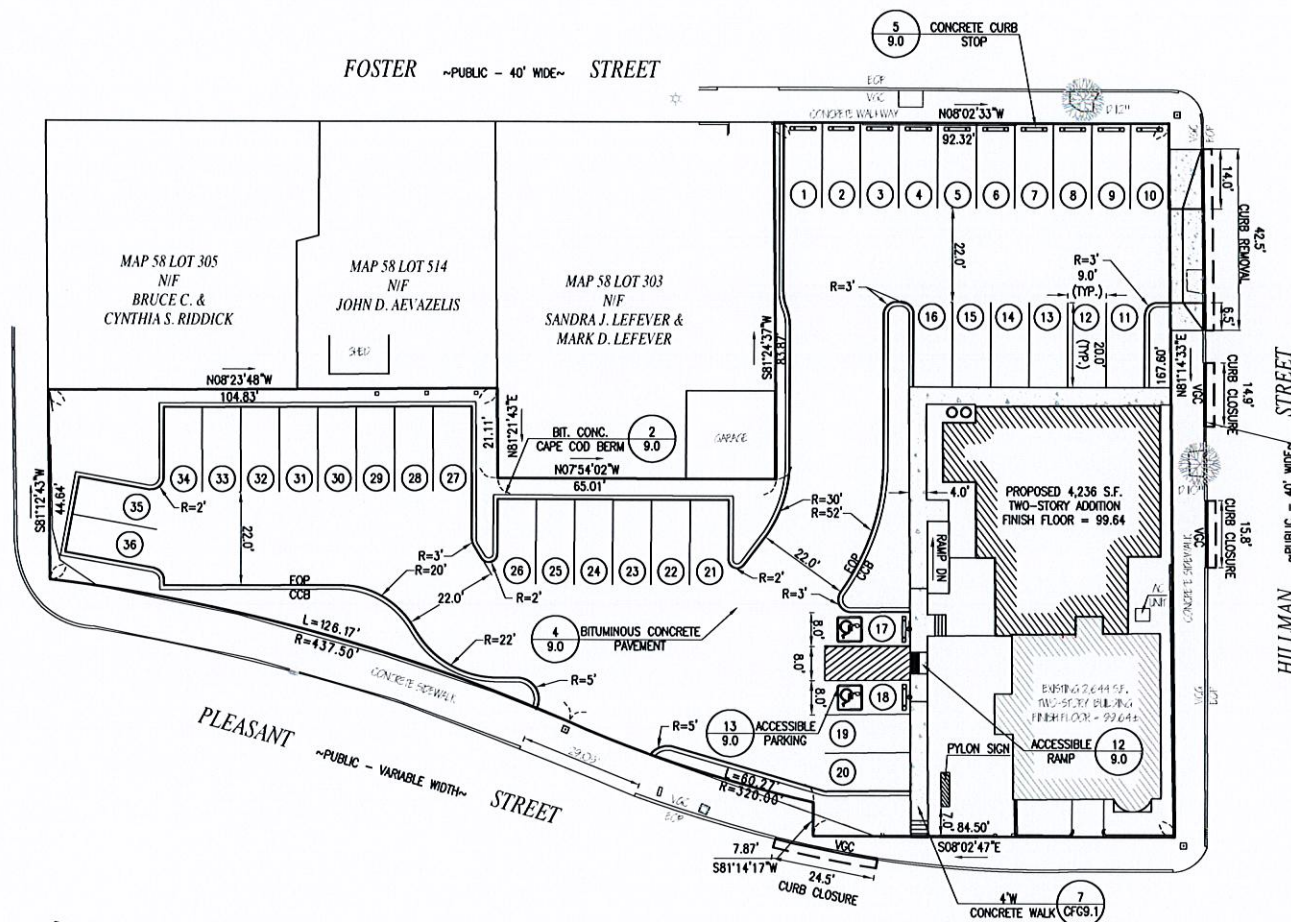 5
9.0
CONCRETE CURB
STOP
FOSTER ~PUBLIC - 40' WIDE~ STREET
EOP
VGC
CONCRETE WALKWAY
N08°02'33"W
92.32'
VGC
EOP
14.0'
42.5'
CURB REMOVAL
6.5'
1
2
3
4
5
6
7
8
9
10
MAP 58 LOT 305
N/F
BRUCE C. &
CYNTHIA S. RIDDICK
MAP 58 LOT 514
N/F
JOHN D. AEVAZELIS
SHED
MAP 58 LOT 303
N/F
SANDRA J. LEFEVER &
MARK D. LEFEVER
GARAGE
22.0'
R=3'
R=3'
9.0'
(TYP.)
16
15
14
13
12
11
20.0'
(TYP.)
S81°24'37"W
83.87'
167.60'
N81°14'33"E
VGC
14.9'
CURB CLOSURE
HILLMAN ~PUBLIC - 40' WIDE~ STREET
N08°23'48"W
104.83'
21.11'
N81°21'43"E
BIT. CONC.
CAPE COD BERM
2
9.0
N07°54'02"W
65.01'
34
33
32
31
30
29
28
27
35
36
S81°12'43"W
44.64'
R=2'
22.0'
R=3'
R=20'
22.0'
R=2'
26
25
24
23
22
21
R=2'
R=30'
R=52'
22.0'
R=3'
EOP
CCB
4.0'
RAMP DN
PROPOSED 4,236 S.F.
TWO-STORY ADDITION
FINISH FLOOR = 99.64
15.8'
CURB CLOSURE
VGC
CONCRETE SIDEWALK
AC
UNIT
EOP
CCB
L=126.17'
R=437.50'
CONCRETE SIDEWALK
R=22'
R=5'
4
9.0
BITUMINOUS CONCRETE
PAVEMENT
8.0'
8.0'
8.0'
17
18
19
20
13
9.0
ACCESSIBLE
PARKING
R=5'
L=60.27'
R=320.00'
EXISTING 2,644 S.F.
TWO-STORY BUILDING
FINISH FLOOR = 99.64±
PYLON SIGN
ACCESSIBLE
RAMP
12
9.0
PLEASANT ~PUBLIC - VARIABLE WIDTH~ STREET
VGC
EOP
7.0'
84.50'
S08°02'47"E
7.87'
S81°14'17"W
VGC
24.5'
CURB CLOSURE
4'W
CONCRETE WALK
7
CFG9.1